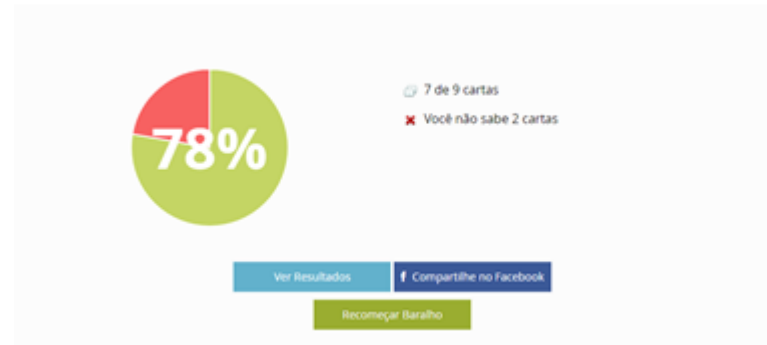 78%
7 de 9 cartas
Você não sabe 2 cartas
Ver Resultados
f Compartilhe no Facebook
Recomeçar Baralho